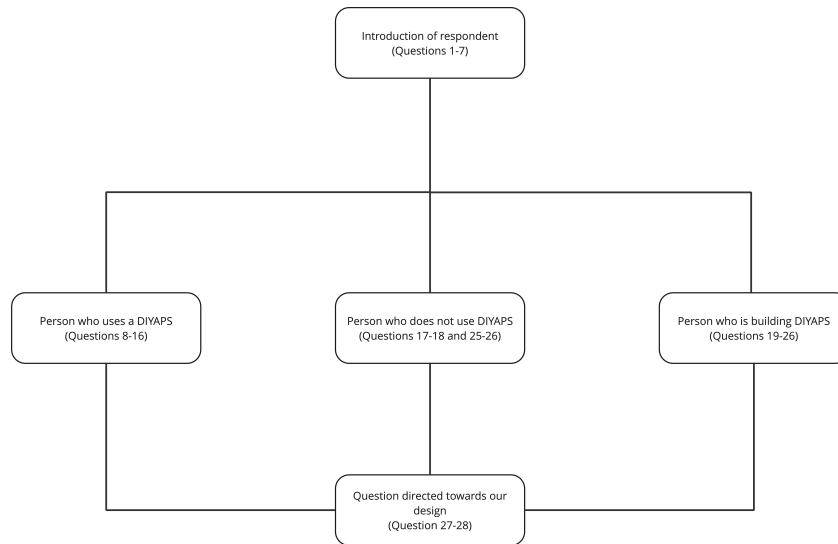 Introduction of respondent
(Questions 1-7)
Person who uses a DIYAPS
(Questions 8-16)
Person who does not use DIYAPS
(Questions 17-18 and 25-26)
Person who is building DIYAPS
(Questions 19-26)
Question directed towards our
design
(Question 27-28)